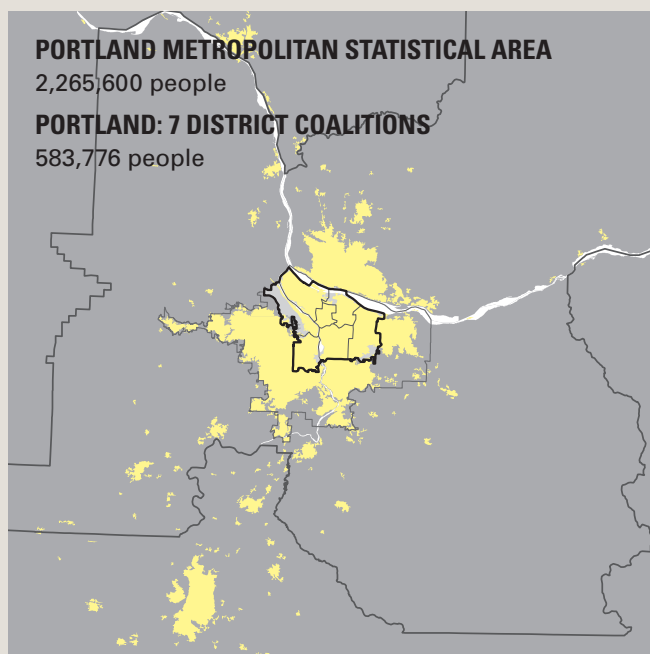 PORTLAND METROPOLITAN STATISTICAL AREA
2,265,600 people
PORTLAND: 7 DISTRICT COALITIONS
583,776 people